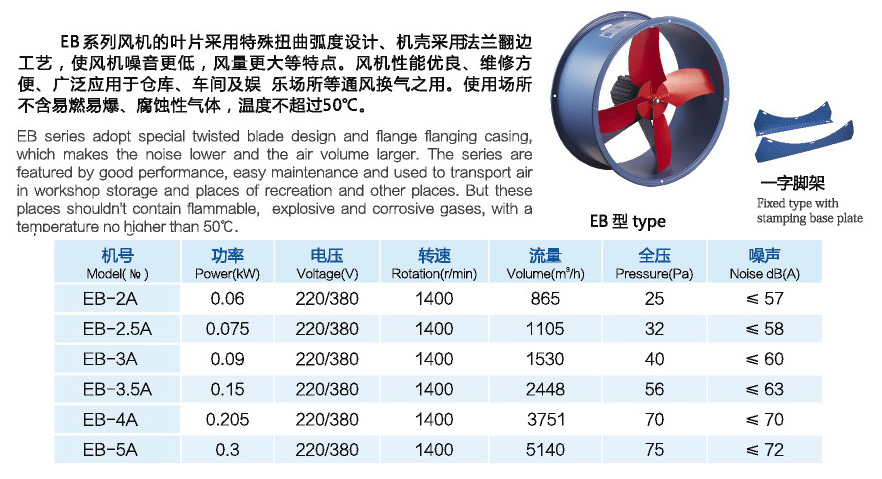 EB系列风机的叶片采用特殊扭曲弧度设计、机壳采用法兰翻边
工艺，使风机噪音更低，风量更大等特点。风机性能优良、维修方
便、广泛应用于仓库、车间及娱 乐场所等通风换气之用。使用场所
不含易燃易爆、腐蚀性气体，温度不超过50℃。
EB series adopt special twisted blade design and flange flanging casing,
which makes the noise lower and the air volume larger. The series are
featured by good performance, easy maintenance and used to transport air
in workshop storage and places of recreation and other places. But these
places shouldn't contain flammable, explosive and corrosive gases, with a
temperature no higher than 50℃.
EB 型 type
一字脚架
Fixed type with
stamping base plate
机号 功率 电压 转速 流量 全压 噪声
Model(№) Power(kW) Voltage(V) Rotation(r/min) Volume(m³/h) Pressure(Pa) Noise dB(A)
EB-2A 0.06 220/380 1400 865 25 ≤ 57
EB-2.5A 0.075 220/380 1400 1105 32 ≤ 58
EB-3A 0.09 220/380 1400 1530 40 ≤ 60
EB-3.5A 0.15 220/380 1400 2448 56 ≤ 63
EB-4A 0.205 220/380 1400 3751 70 ≤ 70
EB-5A 0.3 220/380 1400 5140 75 ≤ 72